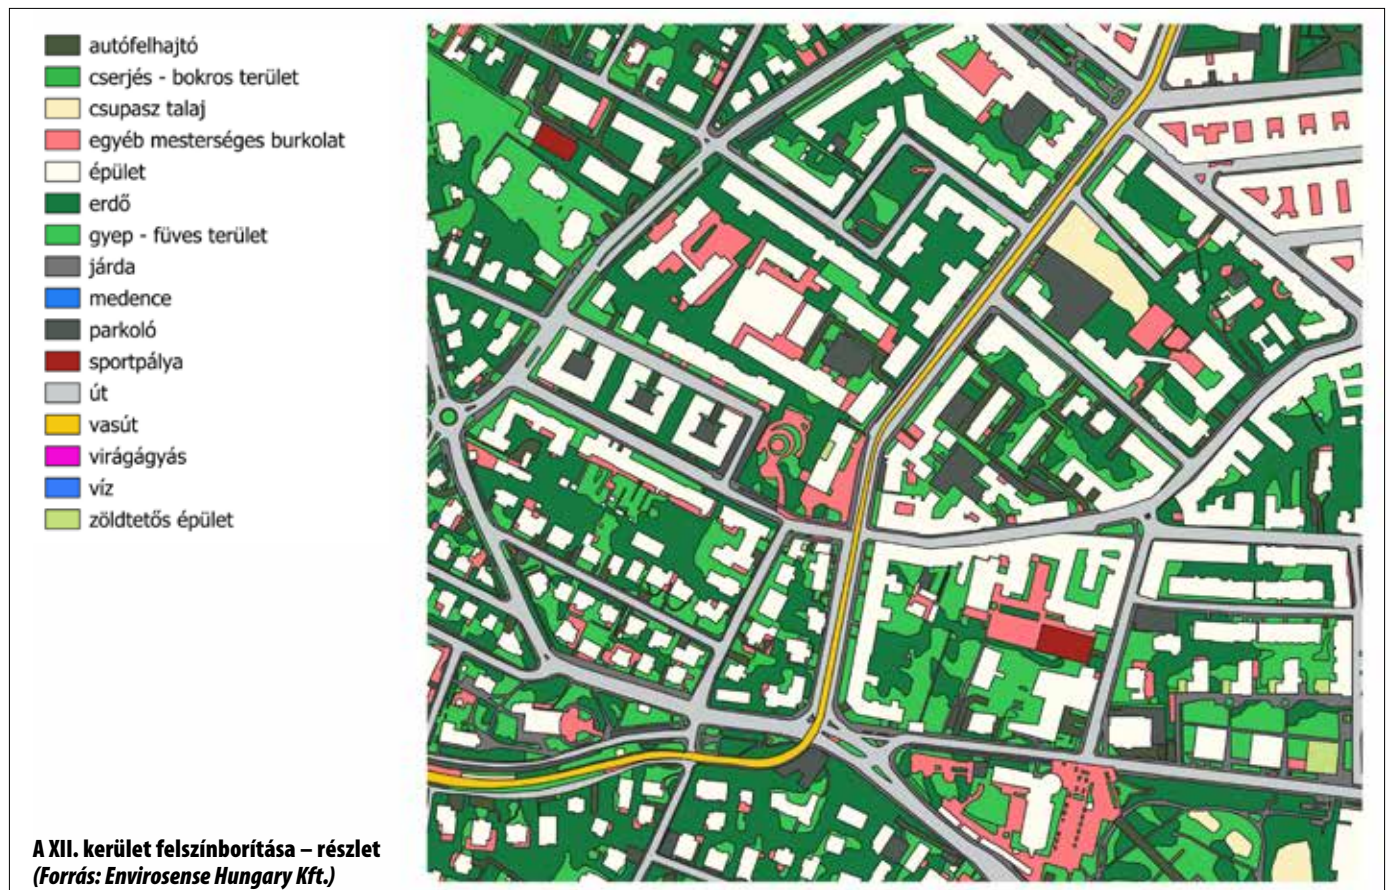 autófelhajtó
cserjés - bokros terület
csupasz talaj
egyéb mesterséges burkolat
épület
erdő
gyep - füves terület
járda
medence
parkoló
sportpálya
út
vasút
virágágyás
víz
zöldtetős épület
A XII. kerület felszínborítása – részlet
(Forrás: Envirosense Hungary Kft.)